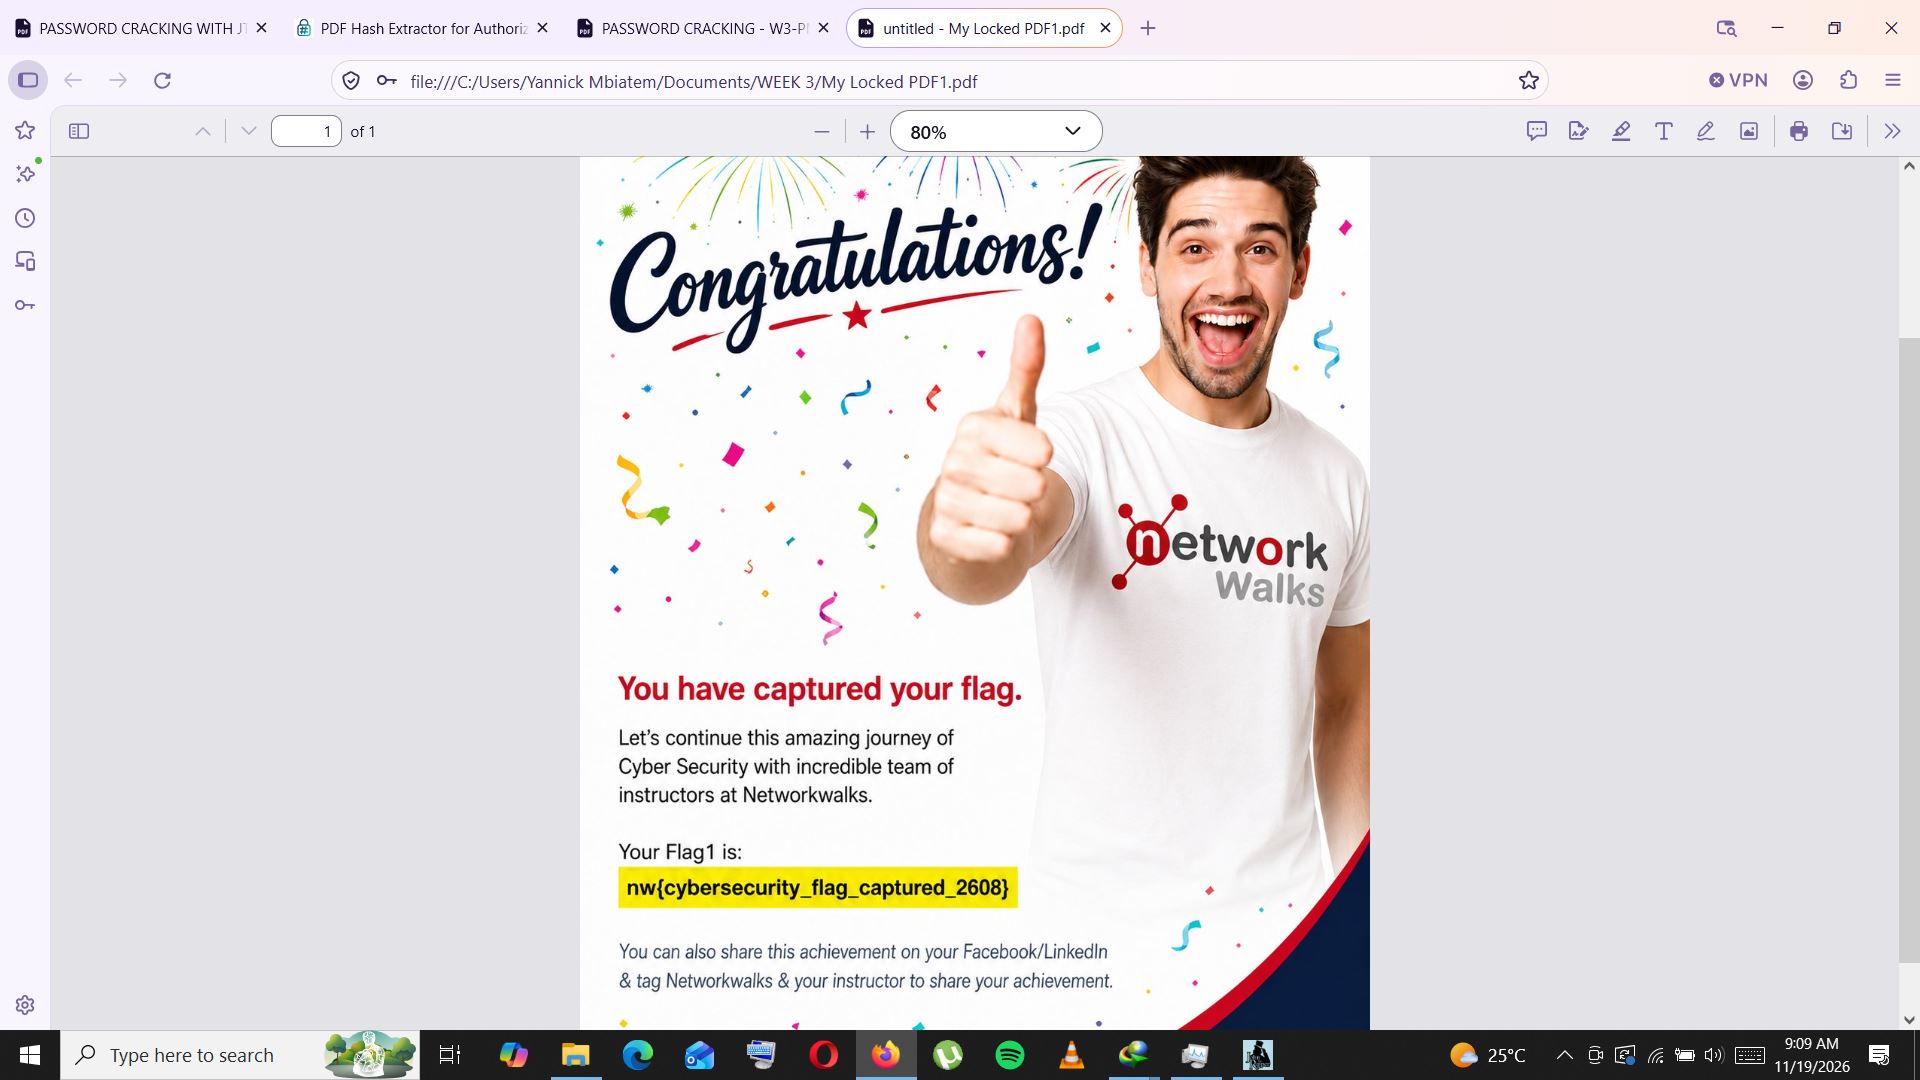 PASSWORD CRACKING WITH JT
PDF Hash Extractor for Authoriz
PASSWORD CRACKING - W3-P
untitled - My Locked PDF1.pdf
file:///C:/Users/Yannick Mbiatem/Documents/WEEK 3/My Locked PDF1.pdf
VPN
1 of 1
80%
Congratulations!
network
Walks
You have captured your flag.
Let's continue this amazing journey of
Cyber Security with incredible team of
instructors at Networkwalks.
Your Flag1 is:
nw{cybersecurity_flag_captured_2608}
You can also share this achievement on your Facebook/LinkedIn
& tag Networkwalks & your instructor to share your achievement.
Type here to search
25°C
9:09 AM
11/19/2026